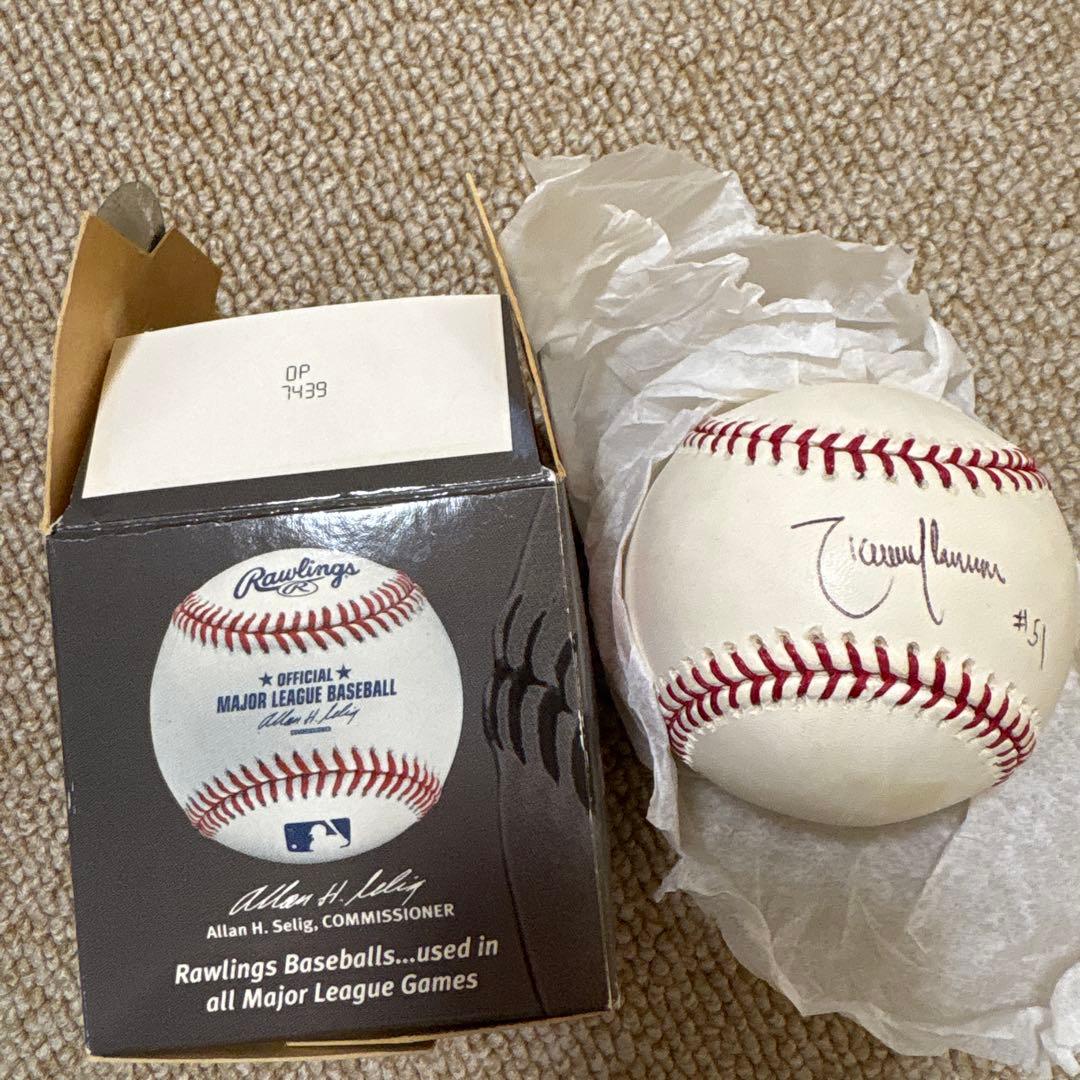 OP
7439
Rawlings
R
★ OFFICIAL ★
MAJOR LEAGUE BASEBALL
Allan H. Selig
Allan H. Selig
Allan H. Selig, COMMISSIONER
Rawlings Baseballs...used in
all Major League Games
#51